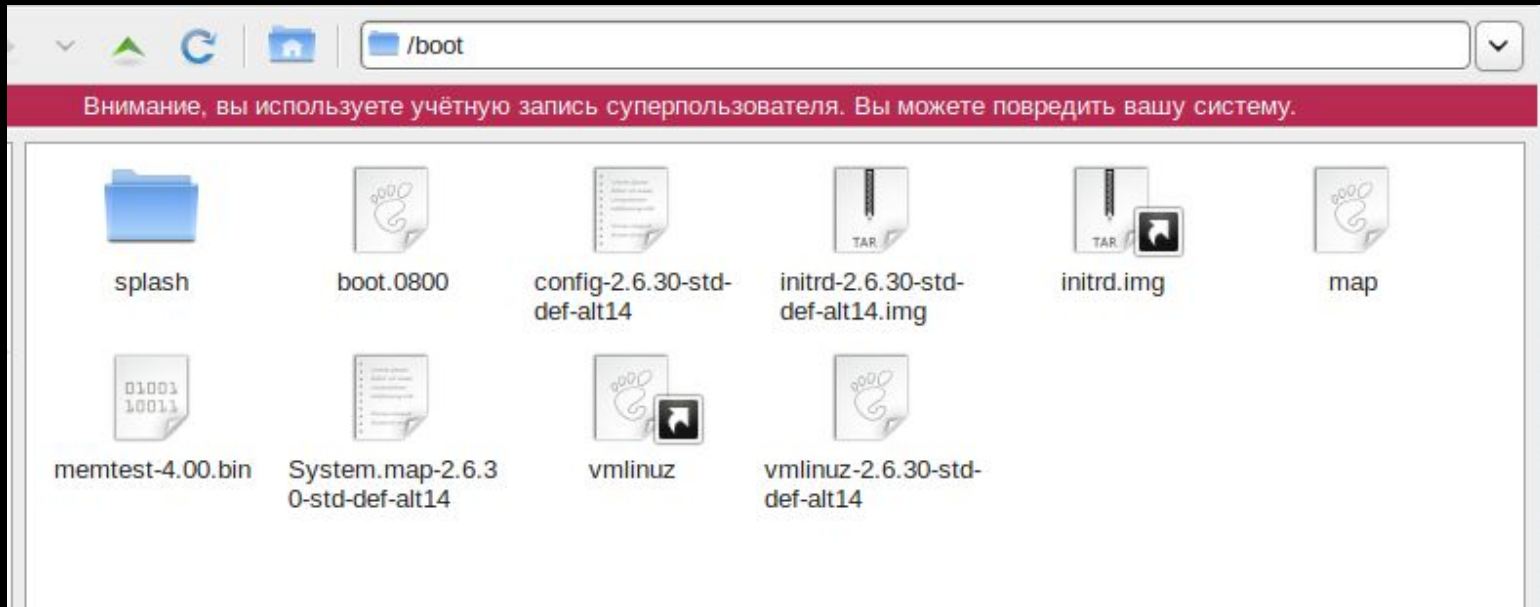 /boot
Внимание, вы используете учётную запись суперпользователя. Вы можете повредить вашу систему.
TAR
TAR
splash
boot.0800
config-2.6.30-std-
def-alt14
initrd-2.6.30-std-
def-alt14.img
initrd.img
map
01001
10011
memtest-4.00.bin
System.map-2.6.3
0-std-def-alt14
vmlinuz
vmlinuz-2.6.30-std-
def-alt14